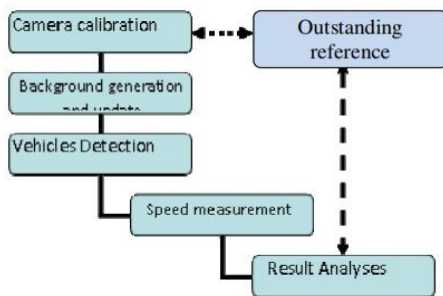 Camera calibration
Outstanding
reference
Background generation
and update
Vehicles Detection
Speed measurement
Result Analyses